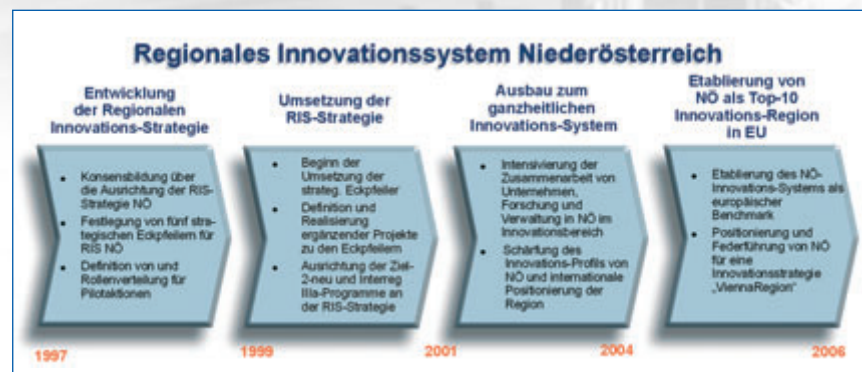 Regionales Innovationssystem Niederösterreich
Entwicklung
der Regionalen
Innovations-Strategie
Konsensbildung über
die Ausrichtung der RIS-
Strategie NÖ
Festlegung von fünf stra-
tegischen Eckpfeilern für
RIS NÖ
Definition von und
Rollenverteilung für
Pilotaktionen
Umsetzung der
RIS-Strategie
Beginn der
Umsetzung der
strateg. Eckpfeiler
Definition und
Realisierung
ergänzender Projekte
zu den Eckpfeilern
Ausrichtung der Ziel-
2-neu und Interreg
IIIa-Programme an
der RIS-Strategie
Ausbau zum
ganzheitlichen
Innovations-System
Intensivierung der
Zusammenarbeit von
Unternehmen,
Forschung und
Verwaltung in NÖ im
Innovationsbereich
Schärfung des
Innovations-Profils von
NÖ und internationale
Positionierung der
Region
Etablierung von
NÖ als Top-10
Innovations-Region
in EU
Etablierung des NÖ-
Innovations-Systems als
europäischer
Benchmark
Positionierung und
Federführung von NÖ
für eine
Innovationsstrategie
„ViennaRegion"
1997
1999
2001
2004
2006